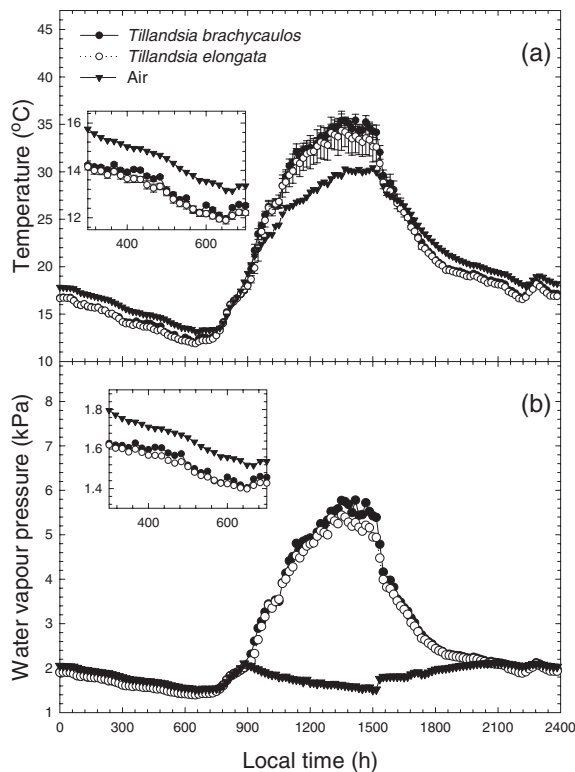 Tillandsia brachycaulos
Tillandsia elongata
Air
(a)
Temperature (°C)
45
40
35
30
25
20
15
10
16
14
12
400 600
(b)
Water vapour pressure (kPa)
8
7
6
5
4
3
2
1
1.8
1.6
1.4
400 600
0 300 600 900 1200 1500 1800 2100 2400
Local time (h)